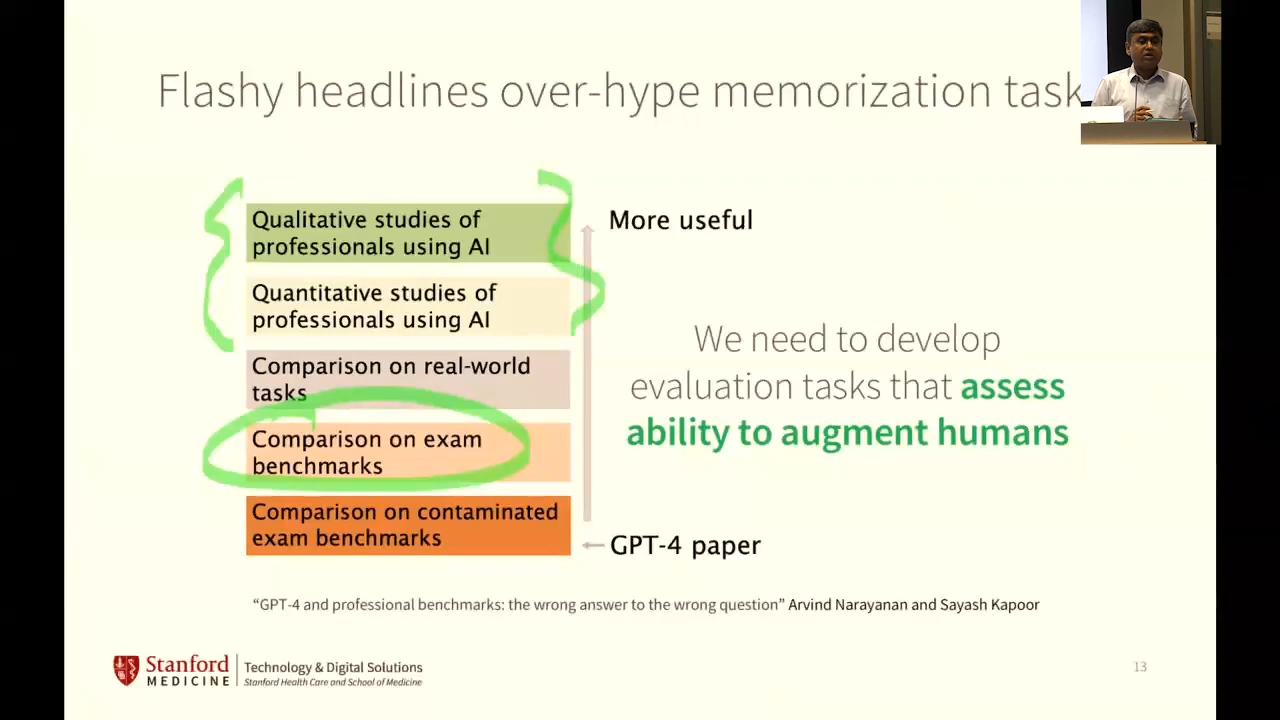 Flashy headlines over-hype memorization task
Qualitative studies of
professionals using AI
More useful
Quantitative studies of
professionals using AI
Comparison on real-world
tasks
We need to develop
evaluation tasks that assess
ability to augment humans
Comparison on exam
benchmarks
Comparison on contaminated
exam benchmarks
GPT-4 paper
“GPT-4 and professional benchmarks: the wrong answer to the wrong question” Arvind Narayanan and Sayash Kapoor
Stanford
MEDICINE
Technology & Digital Solutions
Stanford Health Care and School of Medicine
13